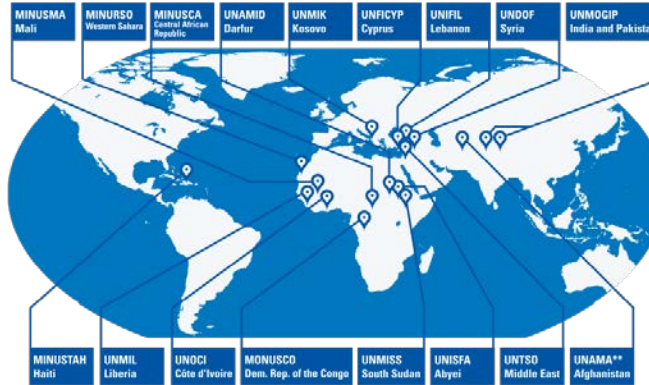 MINUSMA
Mali
MINURSO
Western Sahara
MINUSCA
Central African
Republic
UNAMID
Darfur
UNMIK
Kosovo
UNFICYP
Cyprus
UNIFIL
Lebanon
UNDOF
Syria
UNMOGIP
India and Pakista
MINUSTAH
Haiti
UNMIL
Liberia
UNOCI
Côte d'Ivoire
MONUSCO
Dem. Rep. of the Congo
UNMISS
South Sudan
UNISFA
Abyei
UNTSO
Middle East
UNAMA**
Afghanistan